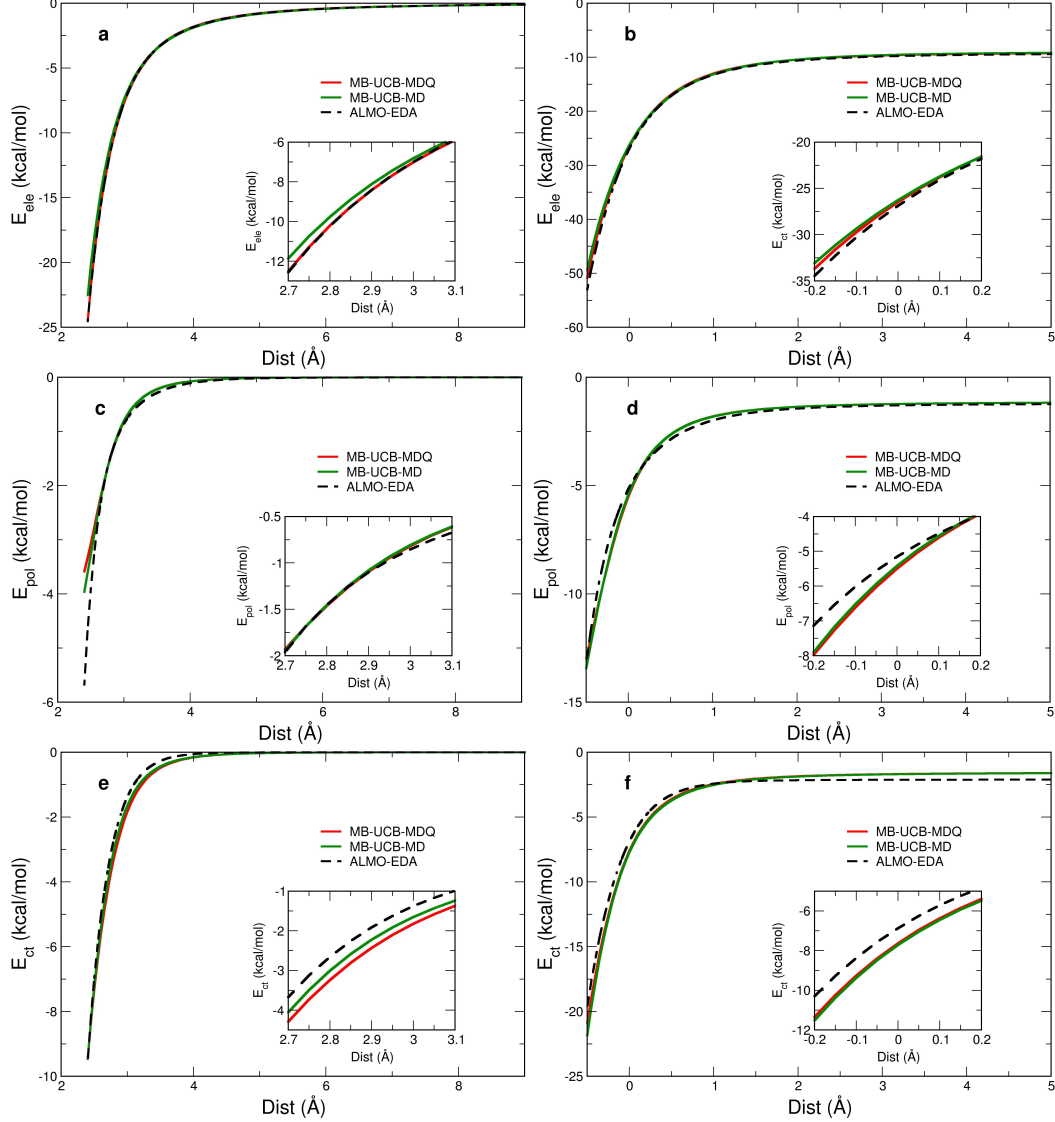 a
MB-UCB-MDQ
MB-UCB-MD
ALMO-EDA
E_ele (kcal/mol)
0
-5
-10
-15
-20
-25
2
4
6
8
Dist (Å)
E_ele (kcal/mol)
-6
-8
-10
-12
2.7
2.8
2.9
3
3.1
Dist (Å)
b
MB-UCB-MDQ
MB-UCB-MD
ALMO-EDA
E_ele (kcal/mol)
0
-10
-20
-30
-40
-50
-60
0
1
2
3
4
5
Dist (Å)
E_ct (kcal/mol)
-20
-25
-30
-35
-0.2
-0.1
0
0.1
0.2
Dist (Å)
c
MB-UCB-MDQ
MB-UCB-MD
ALMO-EDA
E_pol (kcal/mol)
0
-2
-4
-6
2
4
6
8
Dist (Å)
E_pol (kcal/mol)
-0.5
-1
-1.5
-2
2.7
2.8
2.9
3
3.1
Dist (Å)
d
MB-UCB-MDQ
MB-UCB-MD
ALMO-EDA
E_pol (kcal/mol)
0
-5
-10
-15
0
1
2
3
4
5
Dist (Å)
E_pol (kcal/mol)
-4
-5
-6
-7
-8
-0.2
-0.1
0
0.1
0.2
Dist (Å)
e
MB-UCB-MDQ
MB-UCB-MD
ALMO-EDA
E_ct (kcal/mol)
0
-2
-4
-6
-8
-10
2
4
6
8
Dist (Å)
E_ct (kcal/mol)
-1
-2
-3
-4
2.7
2.8
2.9
3
3.1
Dist (Å)
f
MB-UCB-MDQ
MB-UCB-MD
ALMO-EDA
E_ct (kcal/mol)
0
-5
-10
-15
-20
-25
0
1
2
3
4
5
Dist (Å)
E_ct (kcal/mol)
-6
-8
-10
-12
-0.2
-0.1
0
0.1
0.2
Dist (Å)